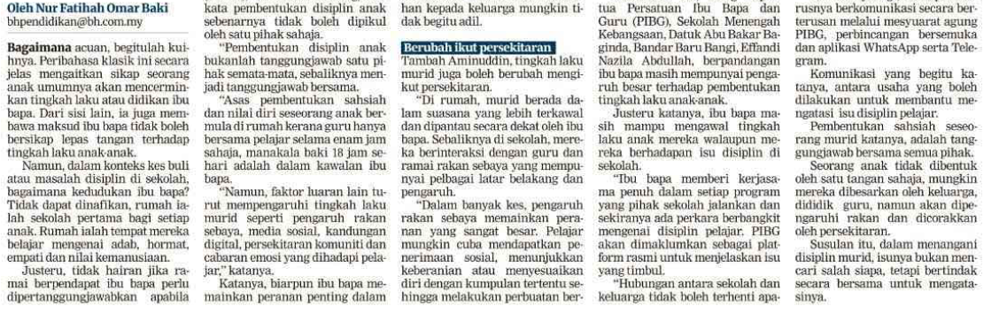 Oleh Nur Fatihah Omar Baki
bhpendidikan@bh.com.my
Bagaimana acuan, begitulah kui-
hnya. Peribahasa klasik ini secara
jelas mengaitkan sikap seorang
anak umumnya akan mencermin-
kan tingkah laku atau didikan ibu
bapa. Dari sisi lain, ia juga mem-
bawa maksud ibu bapa tidak boleh
bersikap lepas tangan terhadap
tingkah laku anak-anak.
Namun, dalam konteks kes buli
atau masalah disiplin di sekolah,
bagaimana kedudukan ibu bapa?
Tidak dapat dinafikan, rumah ia-
lah sekolah pertama bagi setiap
anak. Rumah ialah tempat mereka
belajar mengenai adab, hormat,
empati dan nilai kemanusiaan.
Justeru, tidak hairan jika ra-
mai berpendapat ibu bapa perlu
dipertanggungjawabkan apabila
kata pembentukan disiplin anak
sebenarnya tidak boleh dipikul
oleh satu pihak sahaja.
"Pembentukan disiplin anak
bukanlah tanggungjawab satu pi-
hak semata-mata, sebaliknya men-
jadi tanggungjawab bersama.
"Asas pembentukan sahsiah
dan nilai diri seseorang anak ber-
mula di rumah kerana guru hanya
bersama pelajar selama enam jam
sahaja, manakala baki 18 jam se-
hari adalah dalam kawalan ibu
bapa.
"Namun, faktor luaran lain tu-
rut mempengaruhi tingkah laku
murid seperti pengaruh rakan
sebaya, media sosial, kandungan
digital, persekitaran komuniti dan
cabaran emosi yang dihadapi pela-
jar," katanya.
Katanya, biarpun ibu bapa me-
mainkan peranan penting dalam
han kepada keluarga mungkin ti-
dak begitu adil.
Berubah ikut persekitaran
Tambah Aminuddin, tingkah laku
murid juga boleh berubah mengi-
kut persekitaran.
"Di rumah, murid berada da-
lam suasana yang lebih terkawal
dan dipantau secara dekat oleh ibu
bapa. Sebaliknya di sekolah, mere-
ka berinteraksi dengan guru dan
ramai rakan sebaya yang mempu-
nyai pelbagai latar belakang dan
pengaruh.
"Dalam banyak kes, pengaruh
rakan sebaya memainkan pera-
nan yang sangat besar. Pelajar
mungkin cuba mendapatkan pe-
nerimaan sosial, menunjukkan
keberanian atau menyesuaikan
diri dengan kumpulan tertentu se-
hingga melakukan perbuatan ber-
tua Persatuan Ibu Bapa dan
Guru (PIBG), Sekolah Menengah
Kebangsaan, Datuk Abu Bakar Ba-
ginda, Bandar Baru Bangi, Effandi
Nazila Abdullah, berpandangan
ibu bapa masih mempunyai penga-
ruh besar terhadap pembentukan
tingkah laku anak-anak.
Justeru katanya, ibu bapa ma-
sih mampu mengawal tingkah
laku anak mereka walaupun me-
reka berhadapan isu disiplin di
sekolah.
"Ibu bapa memberi kerjasa-
ma penuh dalam setiap program
yang pihak sekolah jalankan dan
sekiranya ada perkara berbangkit
mengenai disiplin pelajar. PIBG
akan dimaklumkan sebagai plat-
form rasmi untuk menjelaskan isu
yang timbul.
"Hubungan antara sekolah dan
keluarga tidak boleh terhenti apa-
rusnya berkomunikasi secara ber-
terusan melalui mesyuarat agung
PIBG, perbincangan bersemuka
dan aplikasi WhatsApp serta Tele-
gram.
Komunikasi yang begitu ka-
tanya, antara usaha yang boleh
dilakukan untuk membantu me-
ngatasi isu disiplin pelajar.
Pembentukan sahsiah seseo-
rang murid katanya, adalah tang-
gungjawab bersama semua pihak.
Seorang anak tidak dibentuk
oleh satu tangan sahaja, mungkin
mereka dibesarkan oleh keluarga,
dididik guru, namun akan dipe-
ngaruhi rakan dan dicorakkan
oleh persekitaran.
Susulan itu, dalam menangani
disiplin murid, isunya bukan men-
cari salah siapa, tetapi bertindak
secara bersama untuk mengata-
sinya.